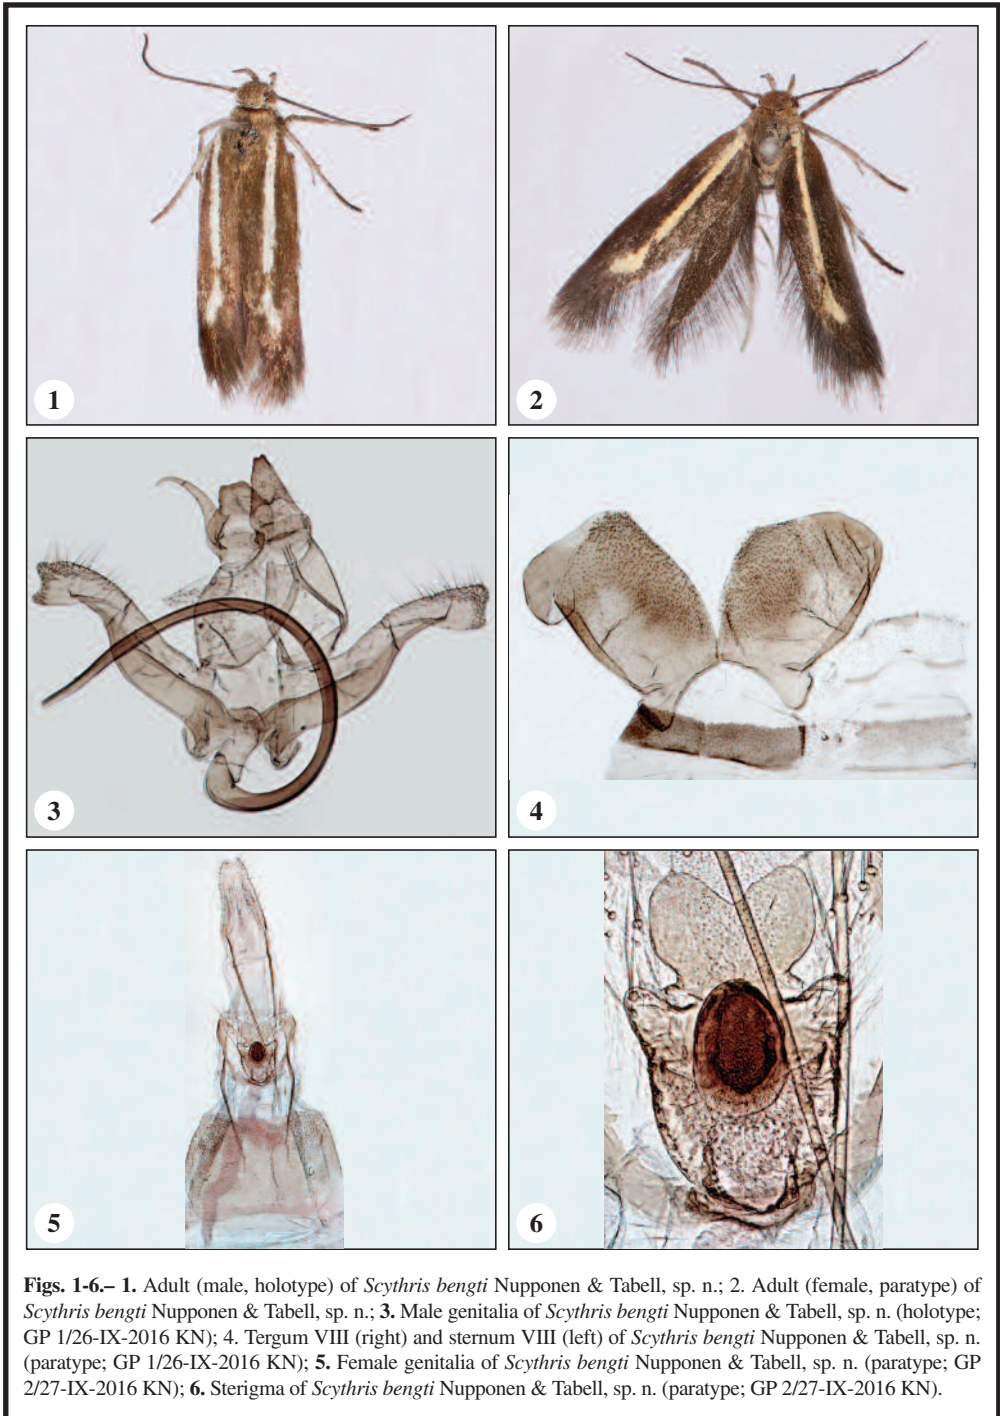 1
2
3
4
5
6
Figs. 1-6.– 1. Adult (male, holotype) of Scythris bengti Nupponen & Tabell, sp. n.; 2. Adult (female, paratype) of
Scythris bengti Nupponen & Tabell, sp. n.; 3. Male genitalia of Scythris bengti Nupponen & Tabell, sp. n. (holotype;
GP 1/26-IX-2016 KN); 4. Tergum VIII (right) and sternum VIII (left) of Scythris bengti Nupponen & Tabell, sp. n.
(paratype; GP 1/26-IX-2016 KN); 5. Female genitalia of Scythris bengti Nupponen & Tabell, sp. n. (paratype; GP
2/27-IX-2016 KN); 6. Sterigma of Scythris bengti Nupponen & Tabell, sp. n. (paratype; GP 2/27-IX-2016 KN).